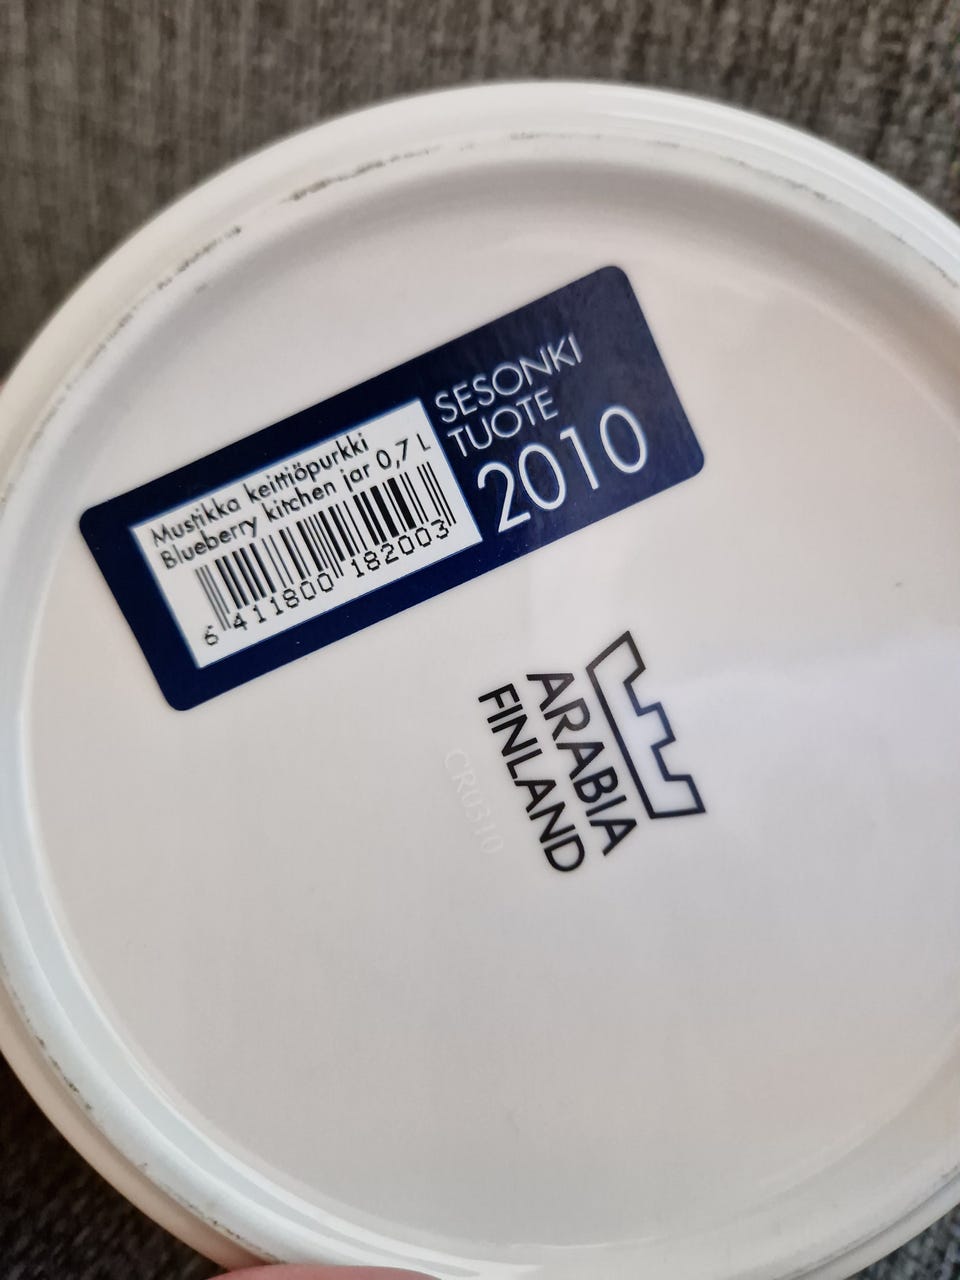 Mustikka keittiöpurkki
Blueberry kitchen jar 0,7 L
6 411800 182003
SESONKI
TUOTE
2010
ARABIA
FINLAND
CR0310